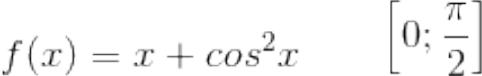 f(x) = x + cos²x [0; π/2]